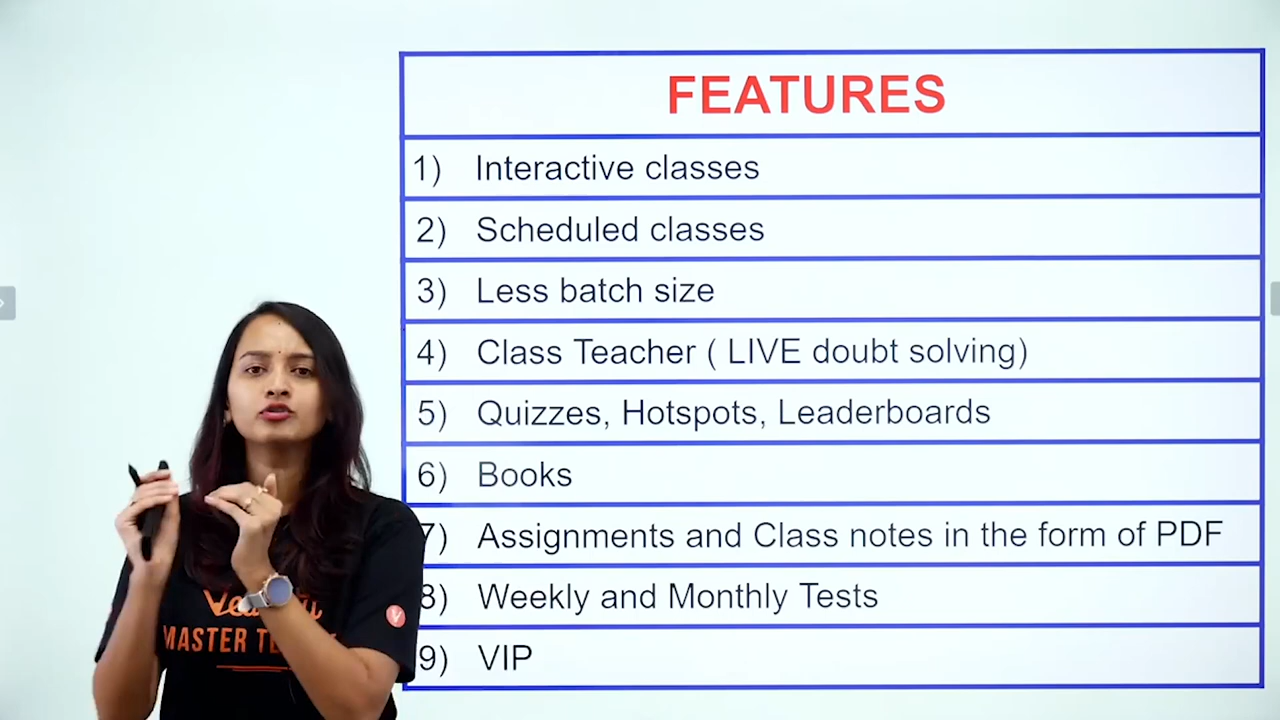 FEATURES
1) Interactive classes
2) Scheduled classes
3) Less batch size
4) Class Teacher ( LIVE doubt solving)
5) Quizzes, Hotspots, Leaderboards
6) Books
7) Assignments and Class notes in the form of PDF
8) Weekly and Monthly Tests
9) VIP
MASTER
V